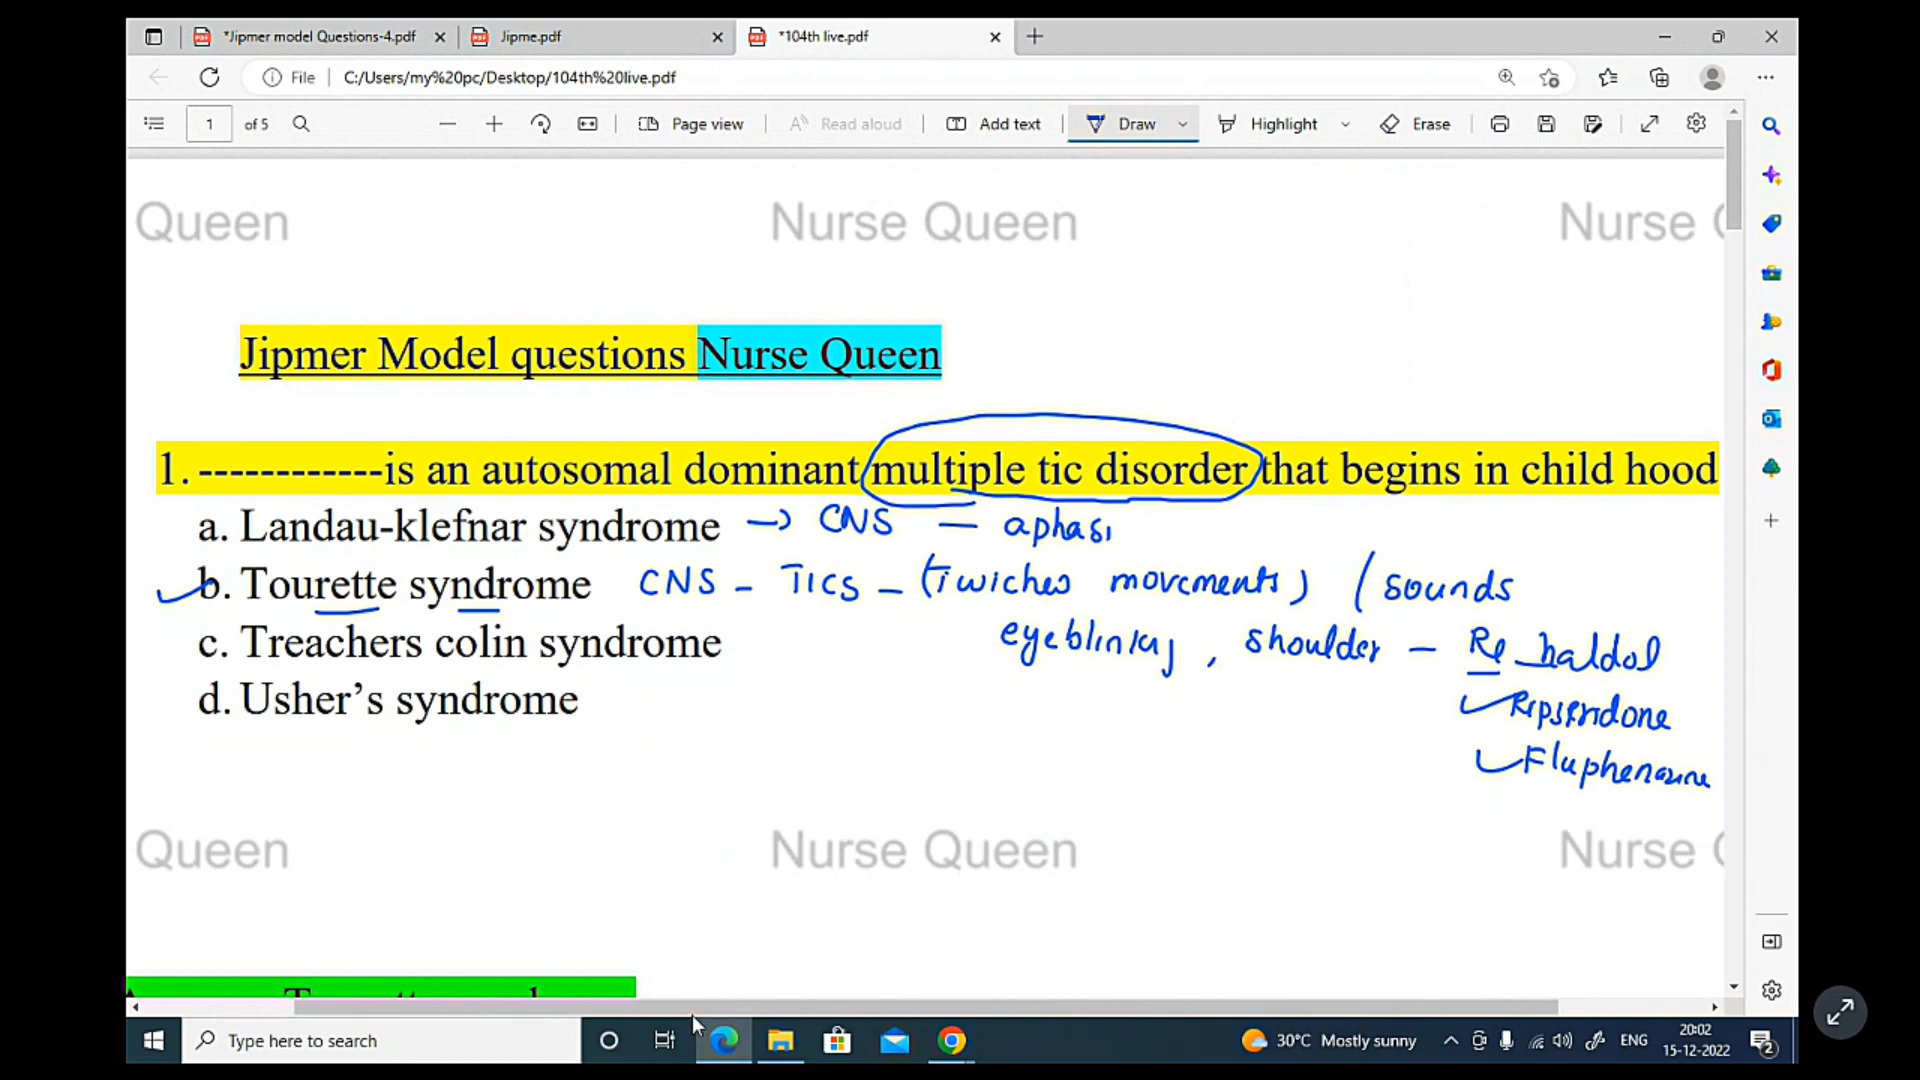 *Jipmer model Questions-4.pdf
Jipme.pdf
*104th live.pdf
File C:/Users/my%20pc/Desktop/104th%20live.pdf
1 of 5 Page view Read aloud Add text Draw Highlight Erase
Queen Nurse Queen Nurse
Jipmer Model questions Nurse Queen
1. ------------is an autosomal dominant multiple tic disorder that begins in child hood
a. Landau-klefnar syndrome → CNS — aphasi
b. Tourette syndrome CNS - TICS - (Twiches movements) (sounds
c. Treachers colin syndrome eyeblinking, shoulder - Re haldol
d. Usher's syndrome Ripseridone
Fluphenazine
Queen Nurse Queen Nurse
Type here to search 30°C Mostly sunny ENG 20:02
15-12-2022
2